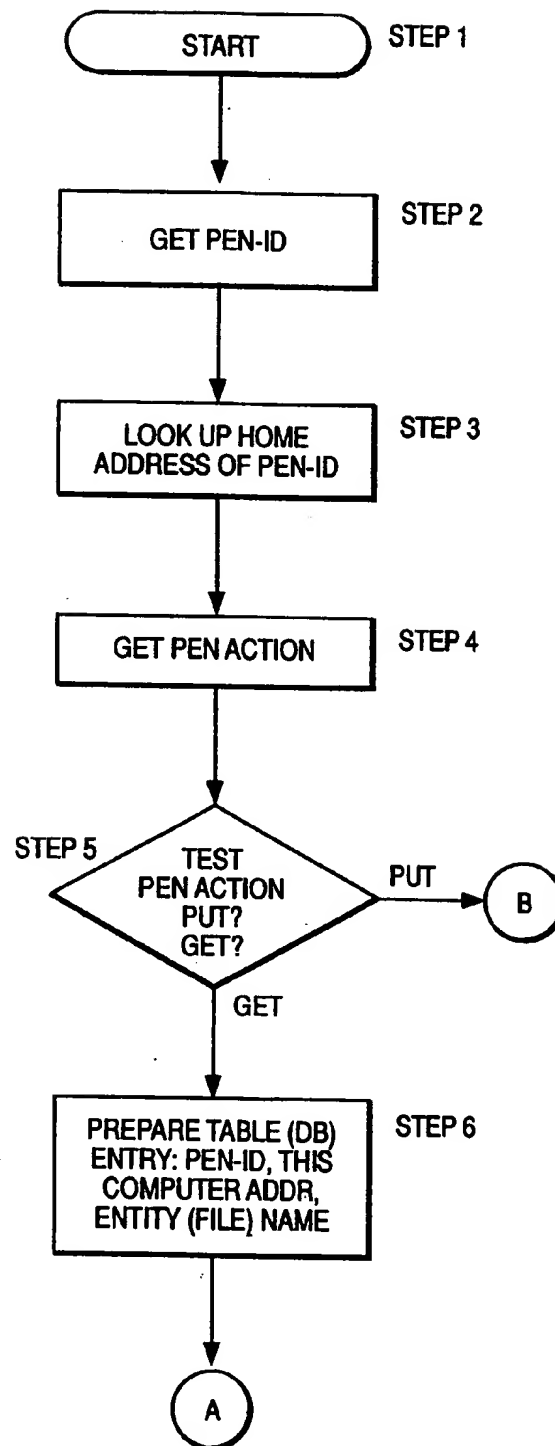 START
STEP 1
GET PEN-ID
STEP 2
LOOK UP HOME
ADDRESS OF PEN-ID
STEP 3
GET PEN ACTION
STEP 4
STEP 5
TEST
PEN ACTION
PUT?
GET?
PUT
B
GET
PREPARE TABLE (DB)
ENTRY: PEN-ID, THIS
COMPUTER ADDR,
ENTITY (FILE) NAME
STEP 6
A